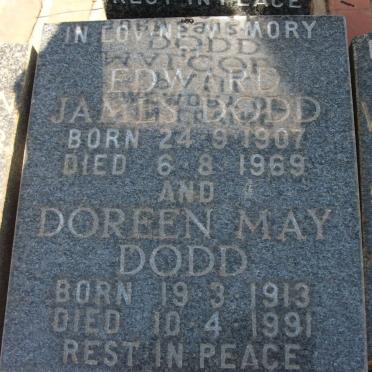 REST IN PEACE
IN LOVING MEMORY
EDWARD
JAMES DODD
BORN 24 9 1907
DIED 6 8 1969
AND
DOREEN MAY
DODD
BORN 19 3 1913
DIED 10 4 1991
REST IN PEACE